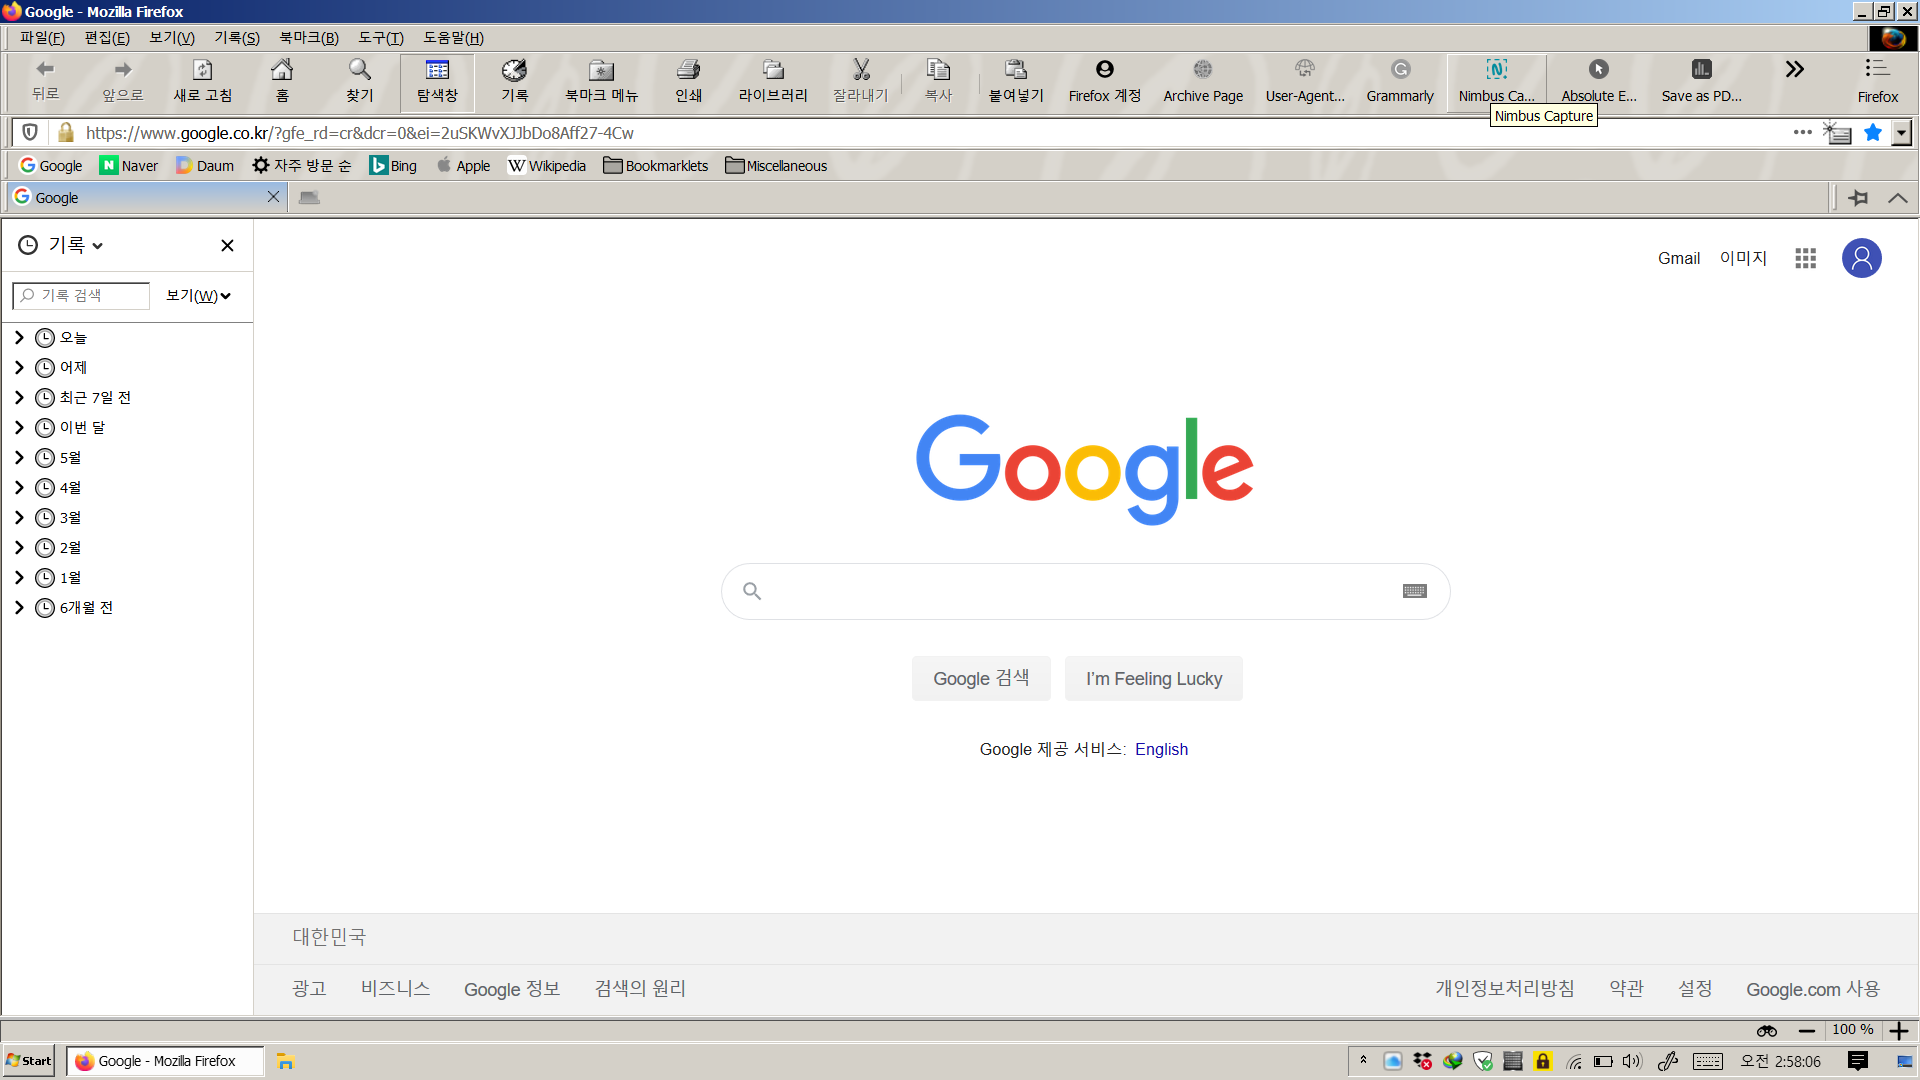 Google - Mozilla Firefox
파일(F) 편집(E) 보기(V) 기록(S) 북마크(B) 도구(T) 도움말(H)
뒤로 앞으로 새로 고침 홈 찾기 탐색창 기록 북마크 메뉴 인쇄 라이브러리 잘라내기 복사 붙여넣기 Firefox 계정 Archive Page User-Agent... Grammarly Nimbus Ca... Absolute E... Save as PD... Firefox
Nimbus Capture
https://www.google.co.kr/?gfe_rd=cr&dcr=0&ei=2uSKWvXJJbDo8Aff27-4Cw
Google Naver Daum 자주 방문 순 Bing Apple Wikipedia Bookmarklets Miscellaneous
Google
기록
기록 검색 보기(W)
오늘
어제
최근 7일 전
이번 달
5월
4월
3월
2월
1월
6개월 전
Gmail 이미지
Google
Google 검색 I'm Feeling Lucky
Google 제공 서비스: English
대한민국
광고 비즈니스 Google 정보 검색의 원리 개인정보처리방침 약관 설정 Google.com 사용
100 %
Start Google - Mozilla Firefox 오전 2:58:06